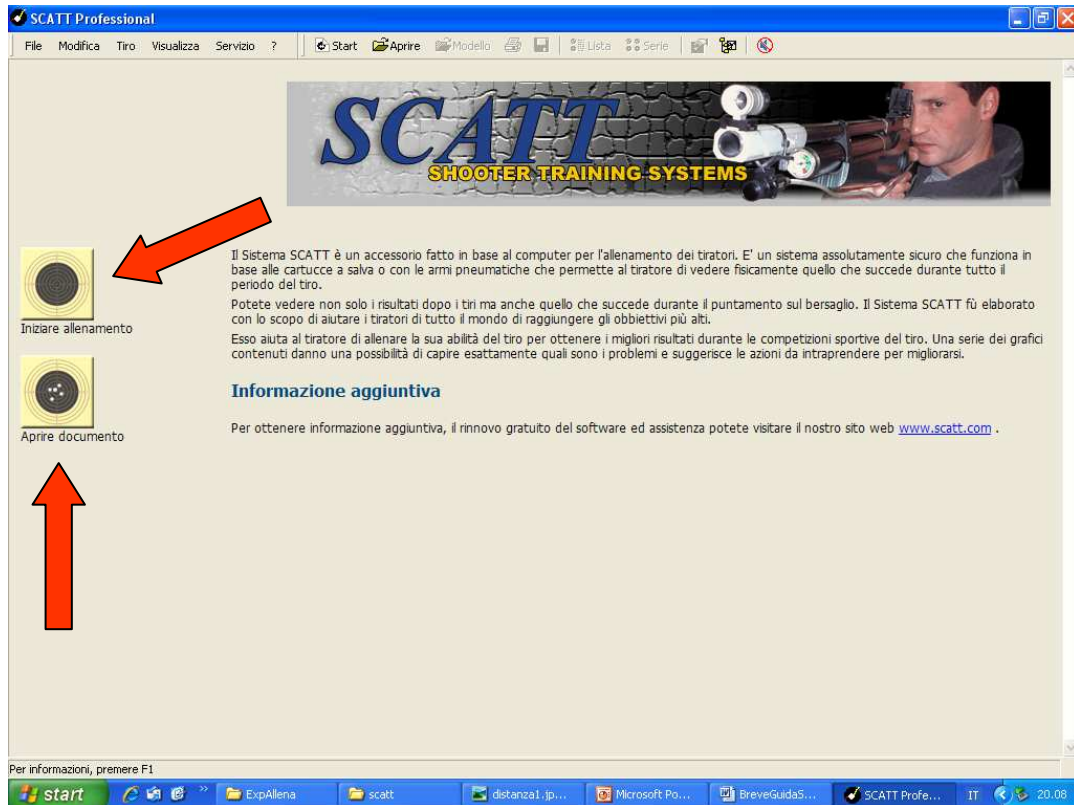 SCATT Professional
File Modifica Tiro Visualizza Servizio ? Start Aprire Modello Lista Serie
SCATT
SHOOTER TRAINING SYSTEMS
Il Sistema SCATT è un accessorio fatto in base al computer per l'allenamento dei tiratori. E' un sistema assolutamente sicuro che funziona in
base alle cartucce a salva o con le armi pneumatiche che permette al tiratore di vedere fisicamente quello che succede durante tutto il
periodo del tiro.
Potete vedere non solo i risultati dopo i tiri ma anche quello che succede durante il puntamento sul bersaglio. Il Sistema SCATT fù elaborato
con lo scopo di aiutare i tiratori di tutto il mondo di raggiungere gli obbiettivi più alti.
Esso aiuta al tiratore di allenare la sua abilità del tiro per ottenere i migliori risultati durante le competizioni sportive del tiro. Una serie dei grafici
contenuti danno una possibilità di capire esattamente quali sono i problemi e suggerisce le azioni da intraprendere per migliorarsi.
Iniziare allenamento
Informazione aggiuntiva
Per ottenere informazione aggiuntiva, il rinnovo gratuito del software ed assistenza potete visitare il nostro sito web www.scatt.com .
Aprire documento
Per informazioni, premere F1
start ExpAllena scatt distanza1.jp... Microsoft Po... BreveGuidaS... SCATT Profe... IT 20.08